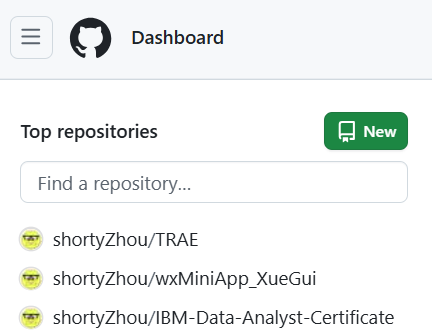 Dashboard
Top repositories
New
Find a repository...
shortyZhou/TRAE
shortyZhou/wxMiniApp_XueGui
shortyZhou/IBM-Data-Analyst-Certificate